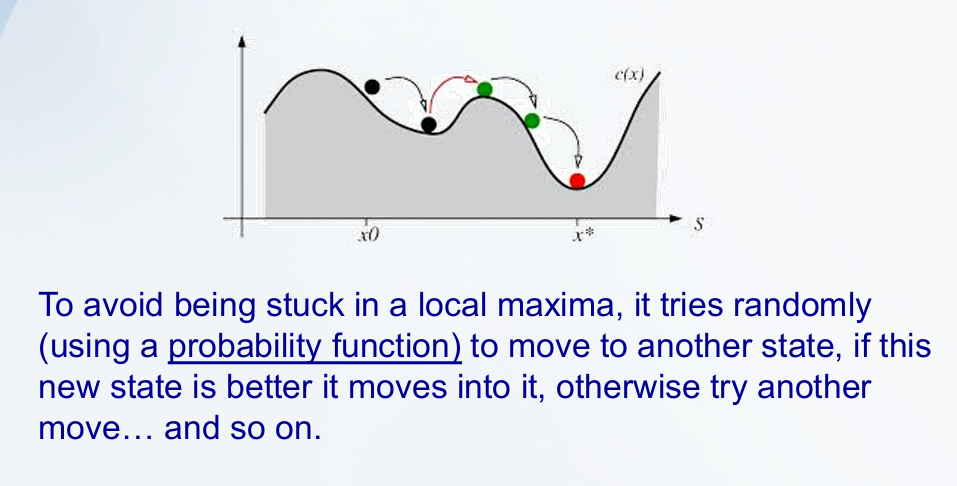 c(x)
S
x0
x*
To avoid being stuck in a local maxima, it tries randomly
(using a probability function) to move to another state, if this
new state is better it moves into it, otherwise try another
move… and so on.